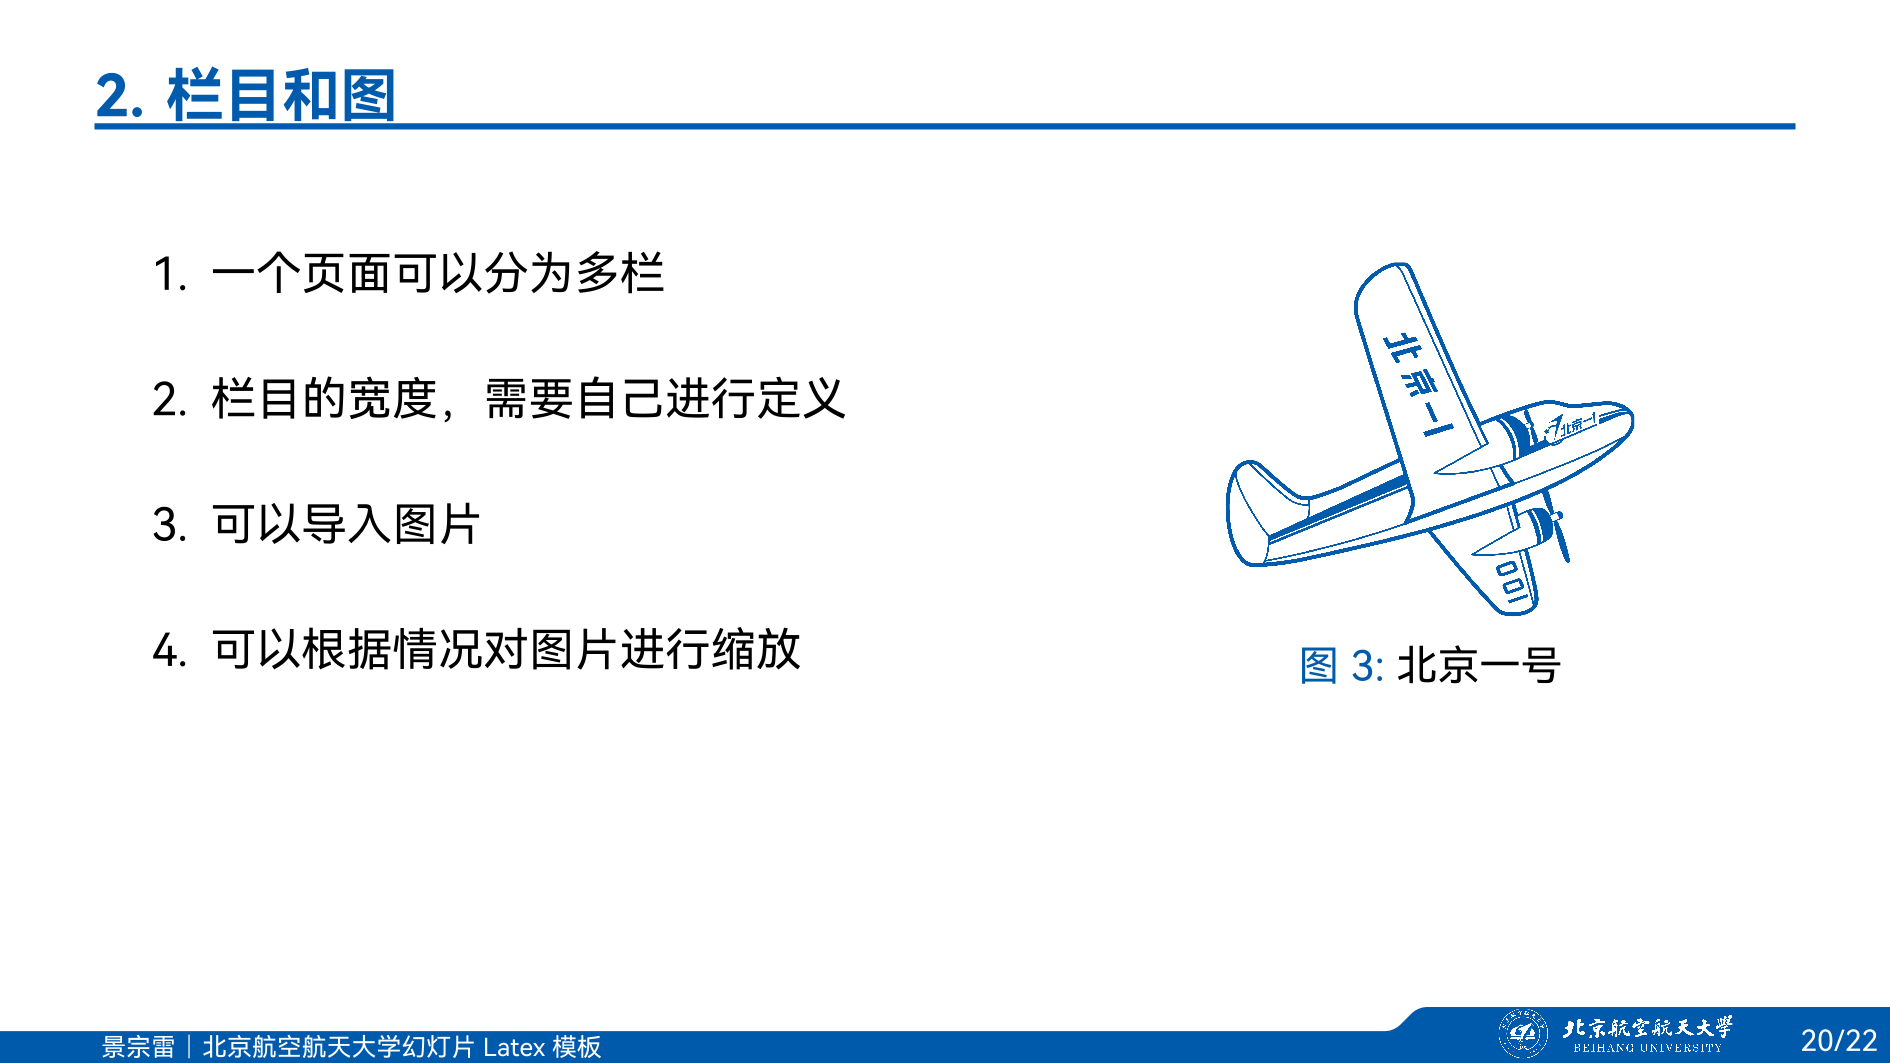 2. 栏目和图
1. 一个页面可以分为多栏
2. 栏目的宽度，需要自己进行定义
3. 可以导入图片
4. 可以根据情况对图片进行缩放
北京一
北京一
001
图 3: 北京一号
景宗雷｜北京航空航天大学幻灯片 Latex 模板
北京航空航天大學
BEIHANG UNIVERSITY
20/22